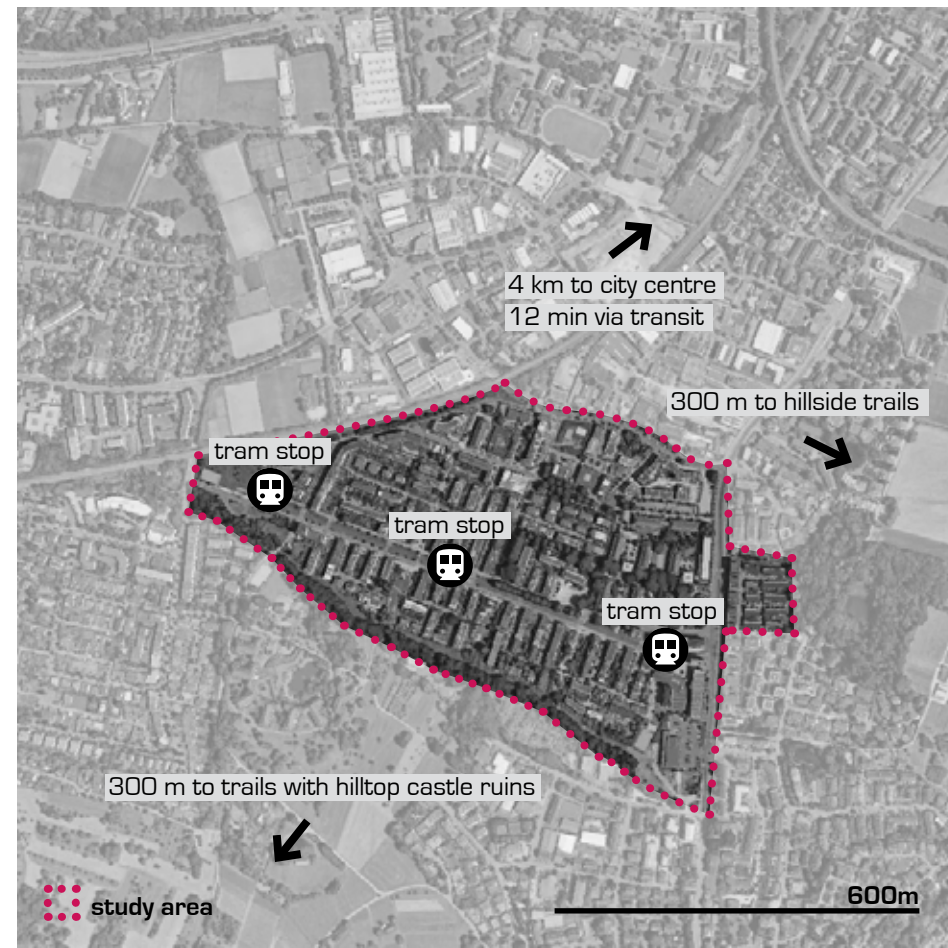 4 km to city centre
12 min via transit
300 m to hillside trails
tram stop
tram stop
tram stop
300 m to trails with hilltop castle ruins
study area
600m